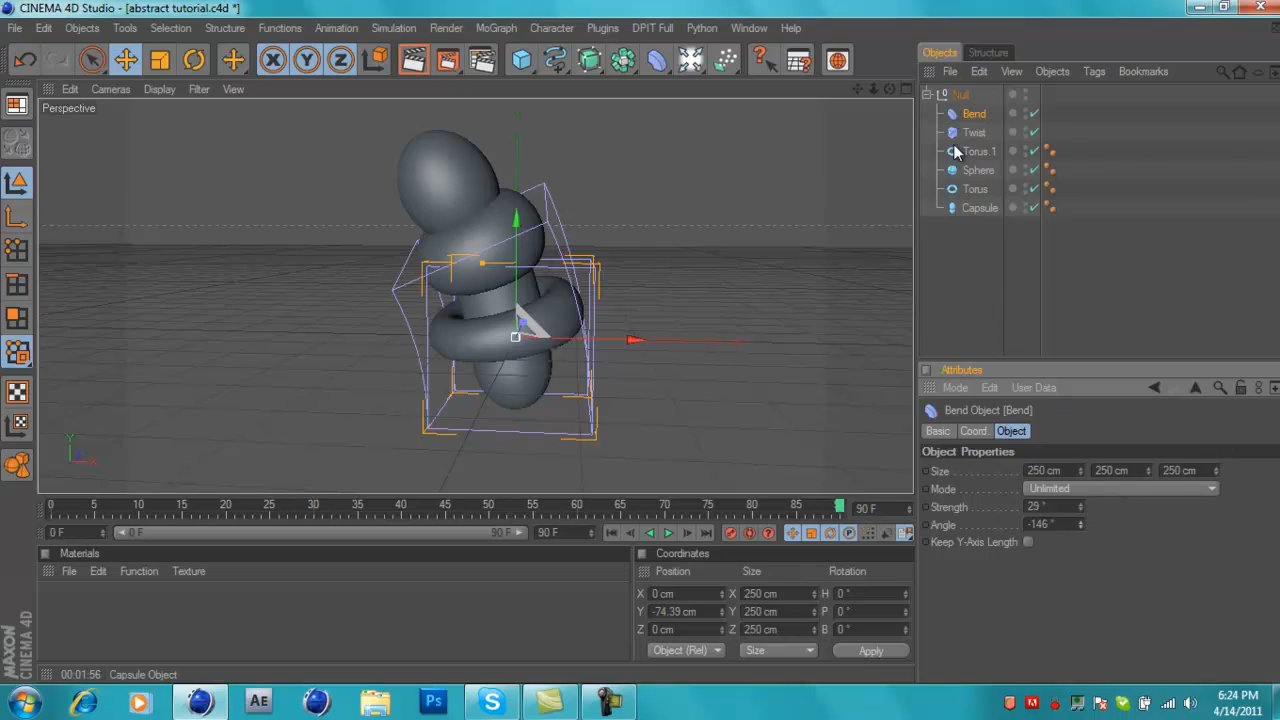 CINEMA 4D Studio - [abstract tutorial.c4d *]
File Edit Objects Tools Selection Structure Functions Animation Simulation Render MoGraph Character Plugins DPIT Full Python Window Help
X Y Z
Objects Structure
File Edit View Objects Tags Bookmarks
Edit Cameras Display Filter View
Perspective
Null
Bend
Twist
Torus.1
Sphere
Torus
Capsule
Y
X
Attributes
Mode Edit User Data
Bend Object [Bend]
Basic Coord. Object
Object Properties
Size 250 cm 250 cm 250 cm
Mode Unlimited
Strength 29 °
Angle -146 °
Keep Y-Axis Length
0 5 10 15 20 25 30 35 40 45 50 55 60 65 70 75 80 85 90 F
0 F 0 F 90 F 90 F
Materials
File Edit Function Texture
Coordinates
Position Size Rotation
X 0 cm X 250 cm H 0 °
Y -74.39 cm Y 250 cm P 0 °
Z 0 cm Z 250 cm B 0 °
Object (Rel) Size Apply
MAXON
CINEMA 4D
00:01:56 Capsule Object
Ae
Ps
6:24 PM
4/14/2011